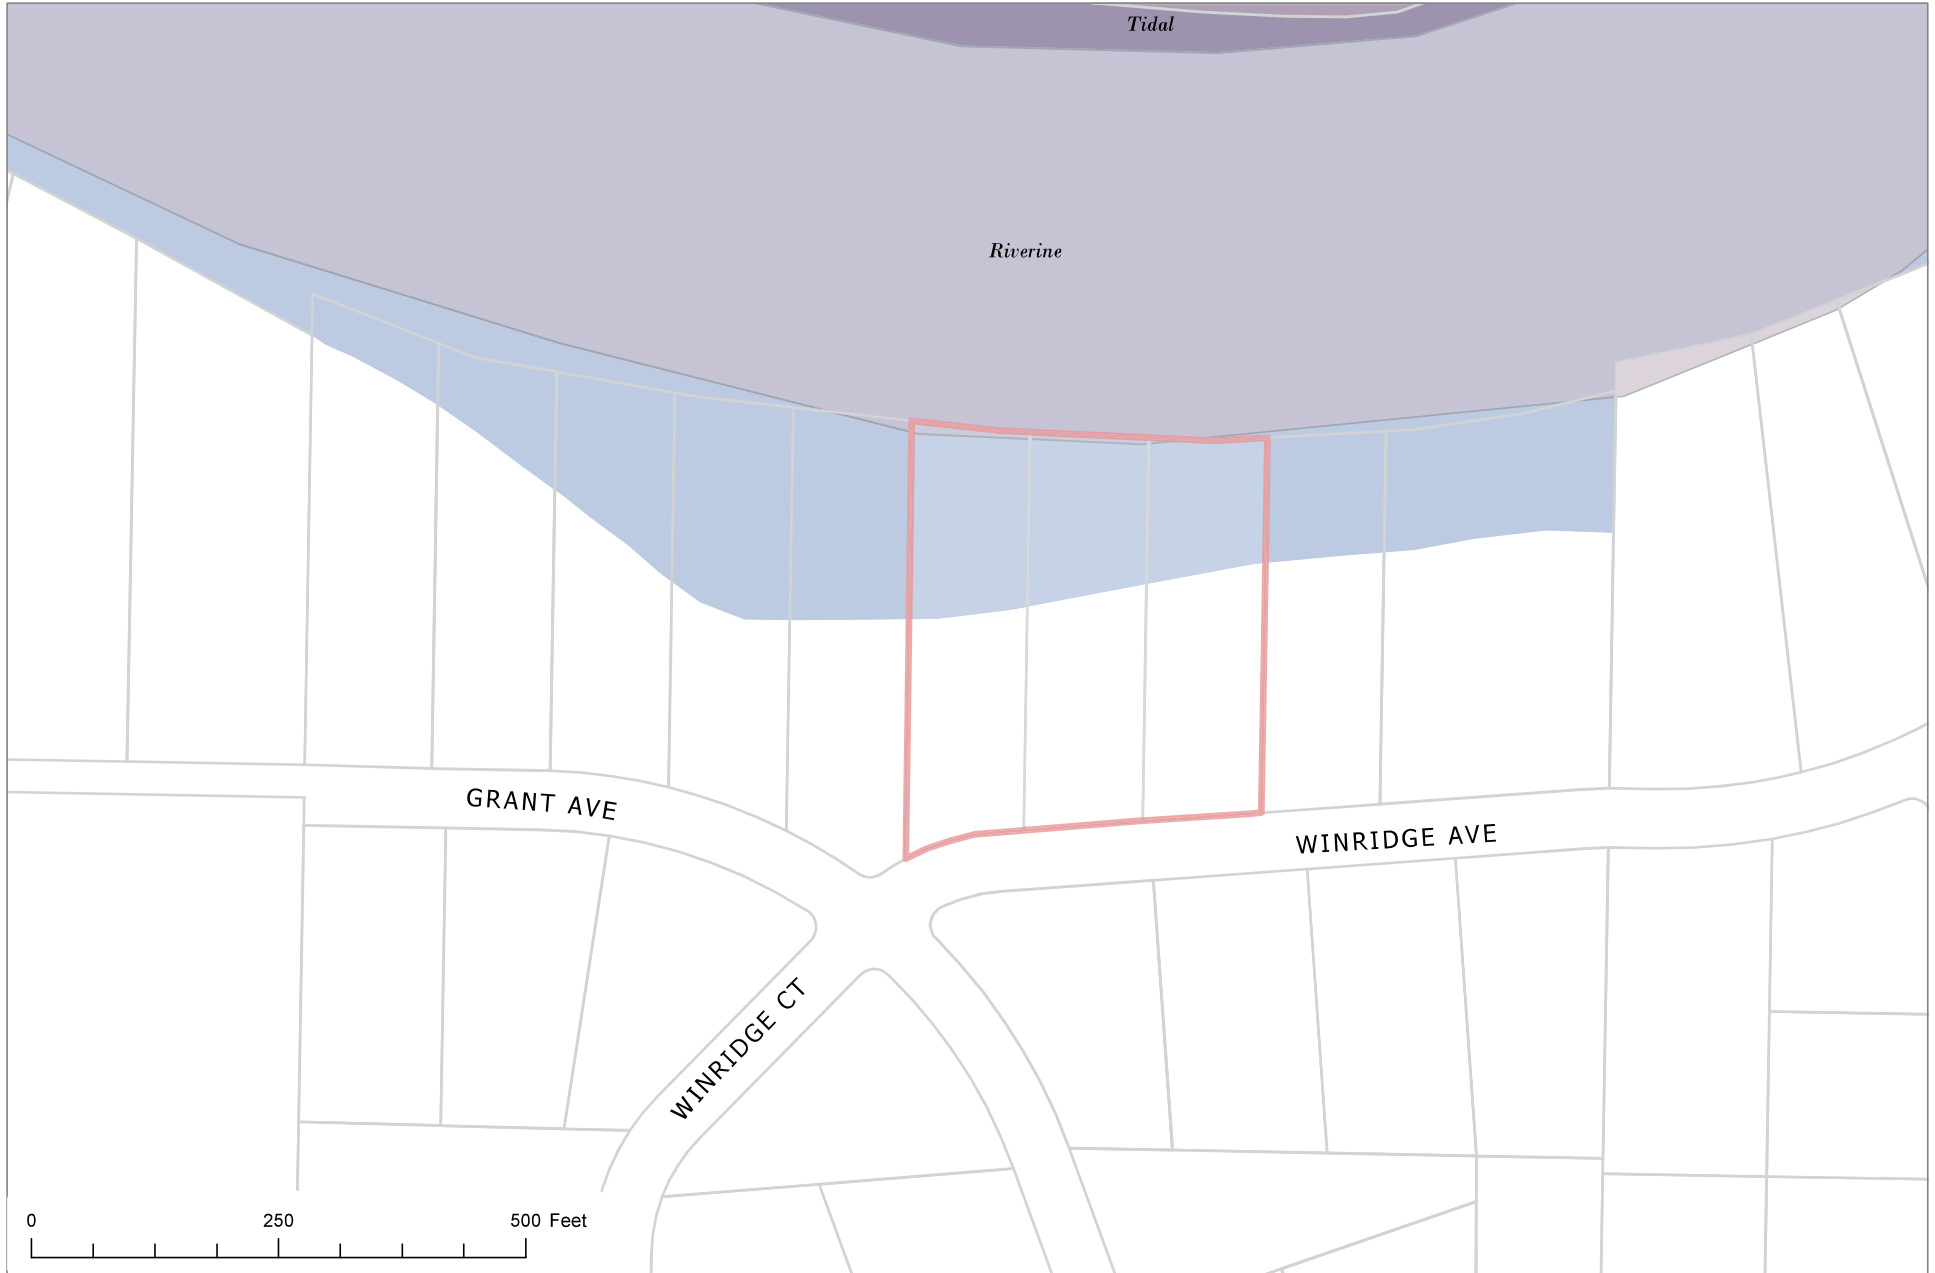 Tidal
Riverine
GRANT AVE
WINRIDGE AVE
WINRIDGE CT
0 250 500 Feet